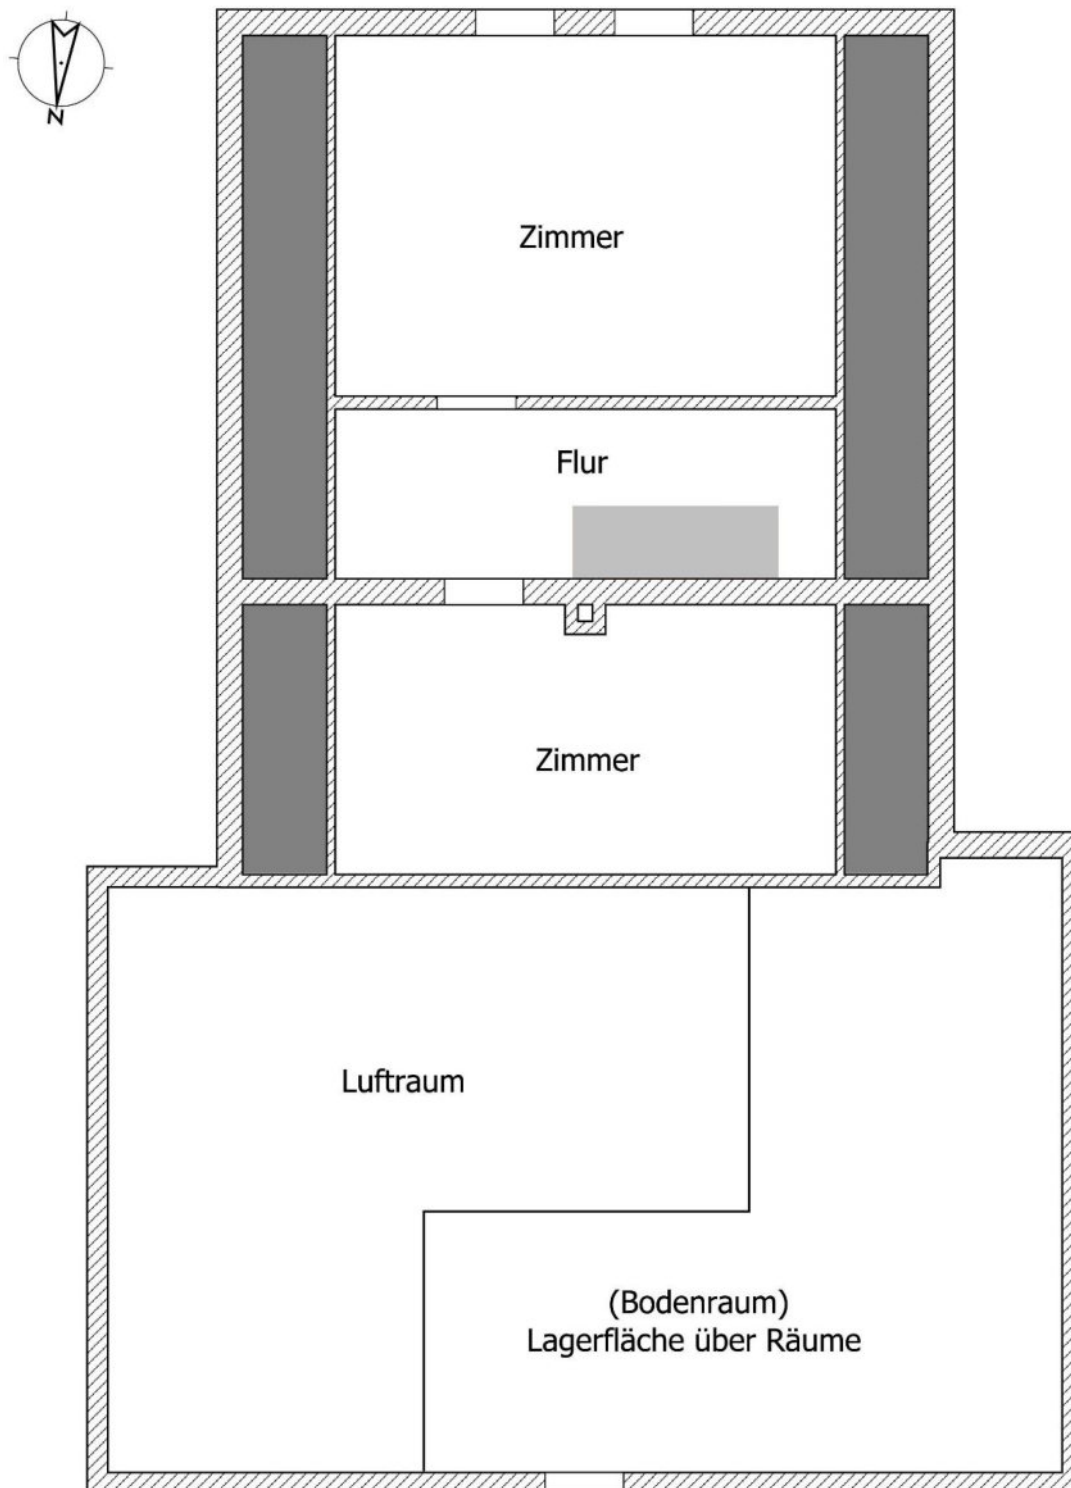 N
Zimmer
Flur
Zimmer
Luftraum
(Bodenraum)
Lagerfläche über Räume